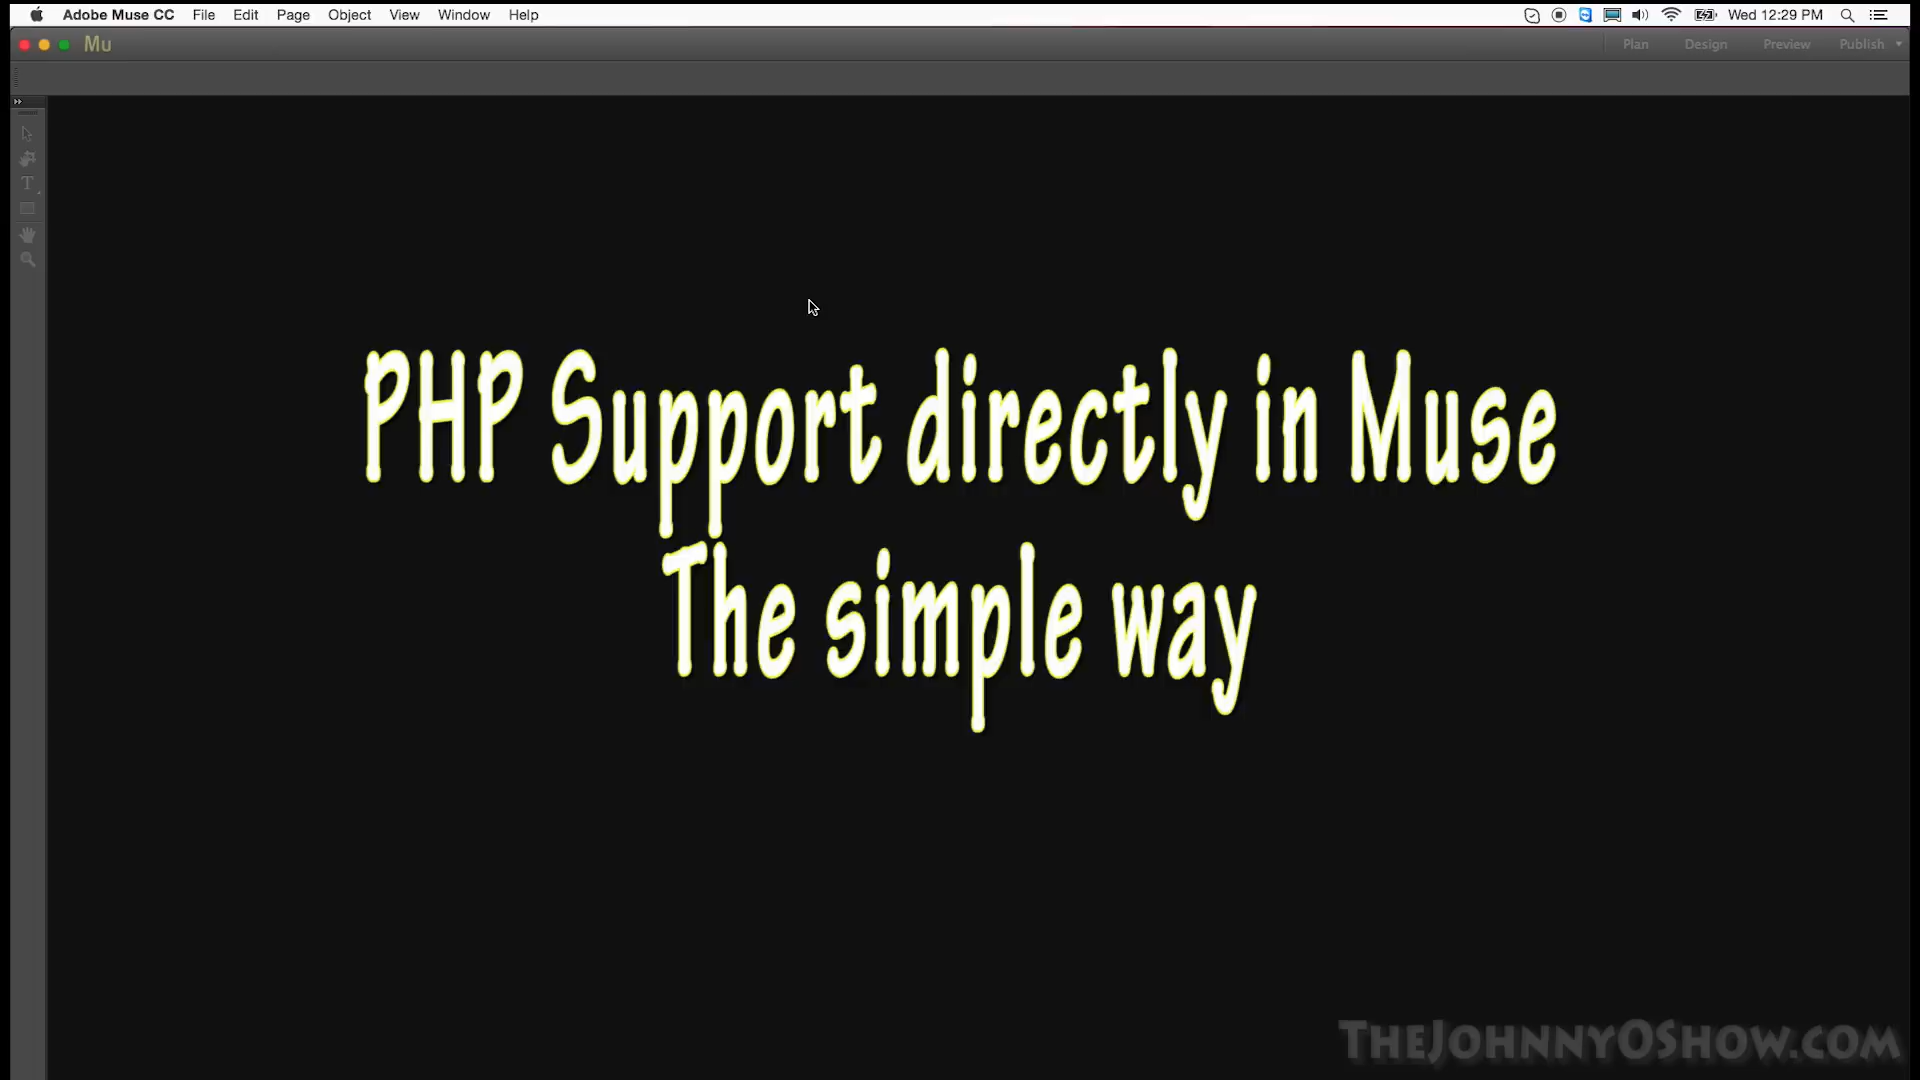 Adobe Muse CC File Edit Page Object View Window Help Wed 12:29 PM
Mu Plan Design Preview Publish
T
PHP Support directly in Muse
The simple way
TheJohnnyOShow.com